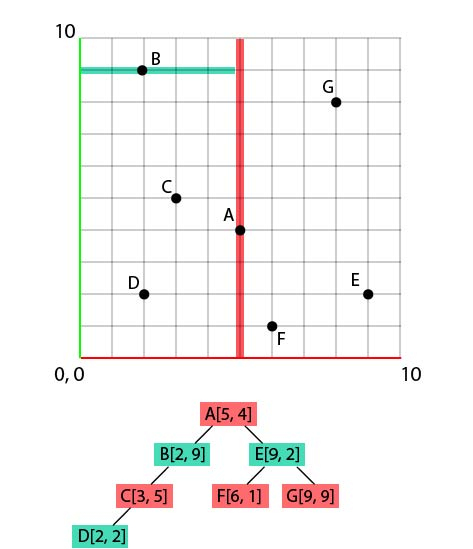 10
B
G
C
A
D
E
F
0, 0
10
A[5, 4]
B[2, 9] E[9, 2]
C[3, 5] F[6, 1] G[9, 9]
D[2, 2]